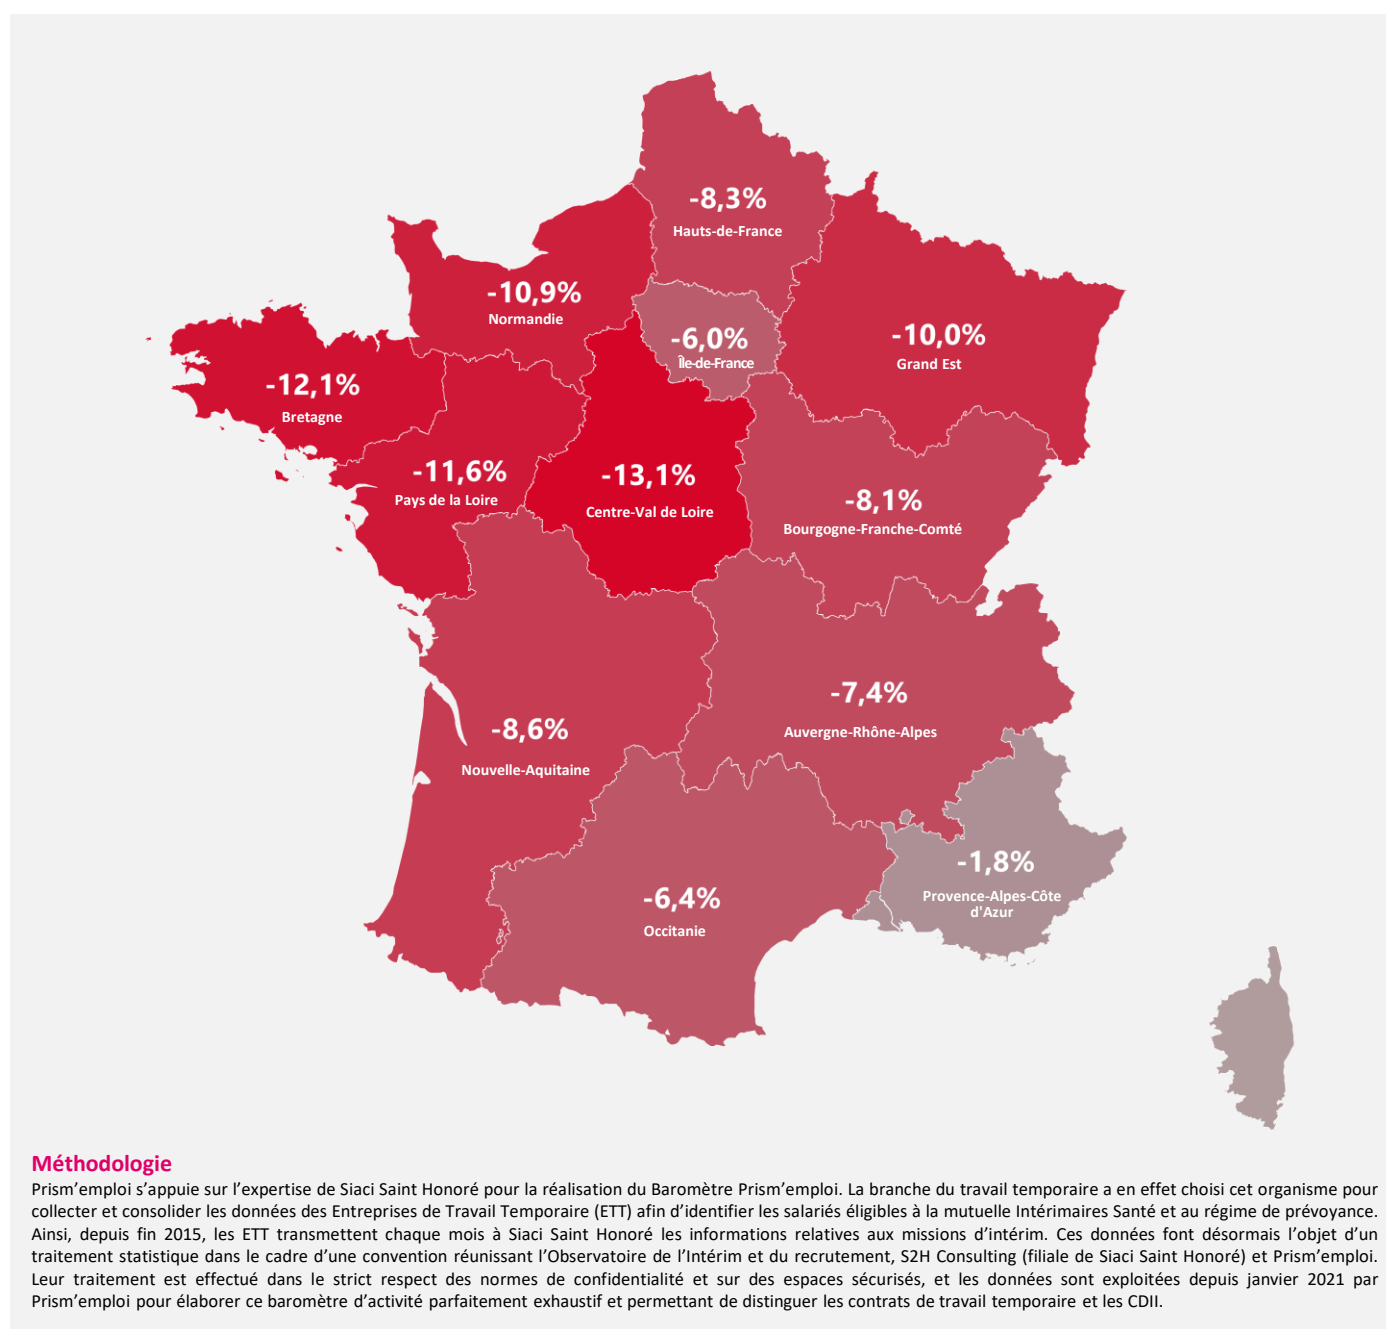 -8,3%
Hauts-de-France
-10,9%
Normandie
-6,0%
Île-de-France
-10,0%
Grand Est
-12,1%
Bretagne
-11,6%
Pays de la Loire
-13,1%
Centre-Val de Loire
-8,1%
Bourgogne-Franche-Comté
-7,4%
Auvergne-Rhône-Alpes
-8,6%
Nouvelle-Aquitaine
-1,8%
Provence-Alpes-Côte
d'Azur
-6,4%
Occitanie
Méthodologie
Prism’emploi s’appuie sur l’expertise de Siaci Saint Honoré pour la réalisation du Baromètre Prism’emploi. La branche du travail temporaire a en effet choisi cet organisme pour
collecter et consolider les données des Entreprises de Travail Temporaire (ETT) afin d’identifier les salariés éligibles à la mutuelle Intérimaires Santé et au régime de prévoyance.
Ainsi, depuis fin 2015, les ETT transmettent chaque mois à Siaci Saint Honoré les informations relatives aux missions d’intérim. Ces données font désormais l’objet d’un
traitement statistique dans le cadre d’une convention réunissant l’Observatoire de l’Intérim et du recrutement, S2H Consulting (filiale de Siaci Saint Honoré) et Prism’emploi.
Leur traitement est effectué dans le strict respect des normes de confidentialité et sur des espaces sécurisés, et les données sont exploitées depuis janvier 2021 par
Prism’emploi pour élaborer ce baromètre d’activité parfaitement exhaustif et permettant de distinguer les contrats de travail temporaire et les CDII.